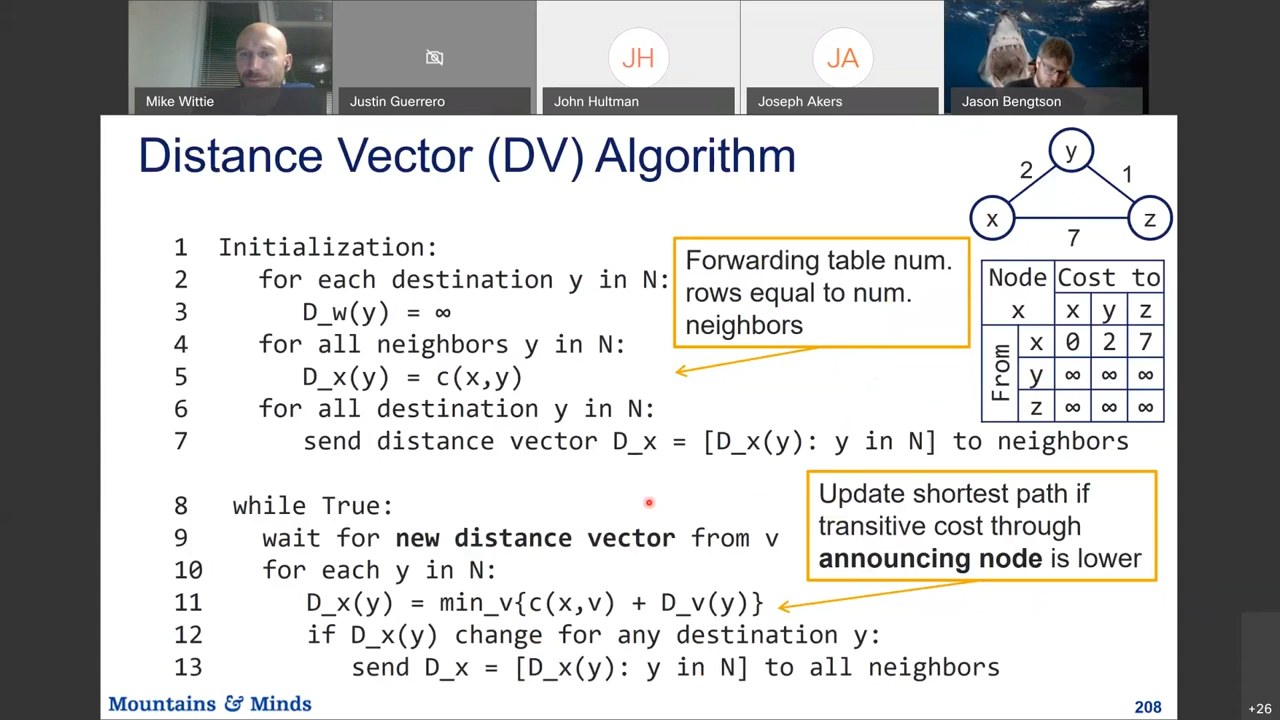 JH
JA
Mike Wittie
Justin Guerrero
John Hultman
Joseph Akers
Jason Bengtson
Distance Vector (DV) Algorithm
y
2
1
x
z
7
1 Initialization:
2 for each destination y in N:
3 D_w(y) = ∞
4 for all neighbors y in N:
5 D_x(y) = c(x,y)
6 for all destination y in N:
7 send distance vector D_x = [D_x(y): y in N] to neighbors
Forwarding table num.
rows equal to num.
neighbors
Node Cost to
x x y z
From
x 0 2 7
y ∞ ∞ ∞
z ∞ ∞ ∞
8 while True:
9 wait for new distance vector from v
10 for each y in N:
11 D_x(y) = min_v{c(x,v) + D_v(y)}
12 if D_x(y) change for any destination y:
13 send D_x = [D_x(y): y in N] to all neighbors
Update shortest path if
transitive cost through
announcing node is lower
Mountains & Minds
208
+26